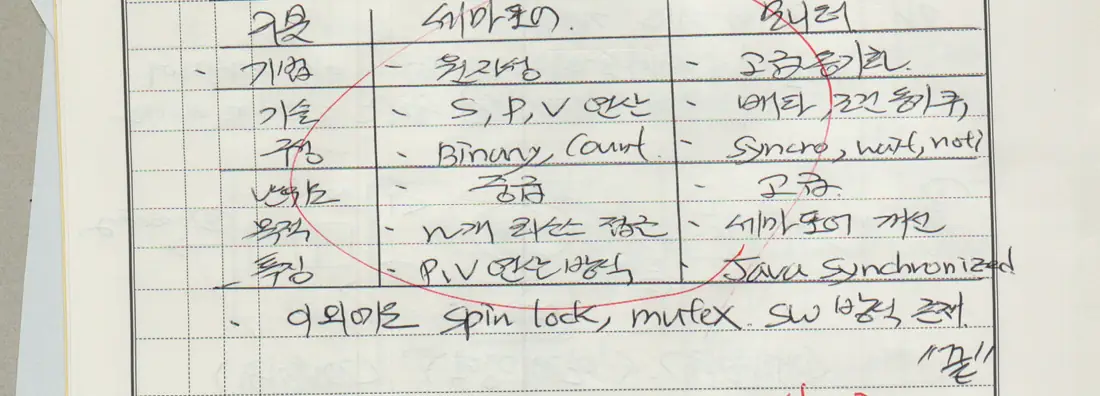 구분 세마포어 모니터
- 기법 - 원자성 - 고급동기화
기술 - S, P, V 연산 - 배타, 조건 동기큐,
구성 - Binary, Count - Syncro, wait, noti
난위도 - 중급 - 고급
목적 - n개 리소스 접근 - 세마포어 개선
특징 - P,V 연산 방식 - Java Synchronized
- 이외에도 spin lock, mutex. SW 방식 존재.
"끝"